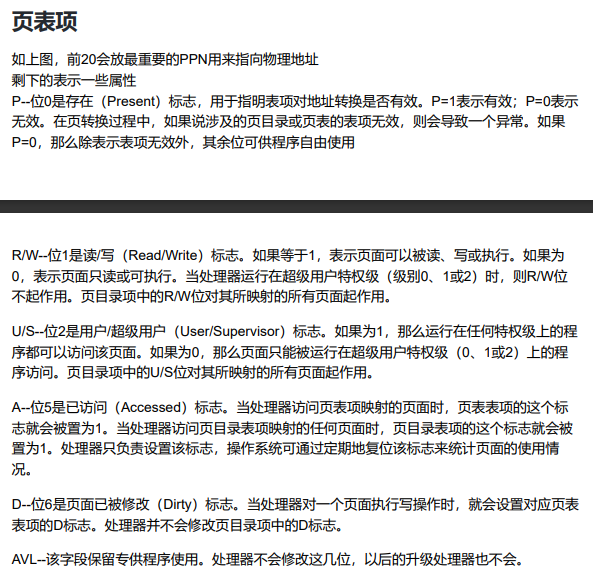 页表项
如上图，前20会放最重要的PPN用来指向物理地址
剩下的表示一些属性
P--位0是存在（Present）标志，用于指明表项对地址转换是否有效。P=1表示有效；P=0表示
无效。在页转换过程中，如果说涉及的页目录或页表的表项无效，则会导致一个异常。如果
P=0，那么除表示表项无效外，其余位可供程序自由使用
R/W--位1是读/写（Read/Write）标志。如果等于1，表示页面可以被读、写或执行。如果为
0，表示页面只读或可执行。当处理器运行在超级用户特权级（级别0、1或2）时，则R/W位
不起作用。页目录项中的R/W位对其所映射的所有页面起作用。
U/S--位2是用户/超级用户（User/Supervisor）标志。如果为1，那么运行在任何特权级上的程
序都可以访问该页面。如果为0，那么页面只能被运行在超级用户特权级（0、1或2）上的程
序访问。页目录项中的U/S位对其所映射的所有页面起作用。
A--位5是已访问（Accessed）标志。当处理器访问页表项映射的页面时，页表表项的这个标
志就会被置为1。当处理器访问页目录表项映射的任何页面时，页目录表项的这个标志就会被
置为1。处理器只负责设置该标志，操作系统可通过定期地复位该标志来统计页面的使用情
况。
D--位6是页面已被修改（Dirty）标志。当处理器对一个页面执行写操作时，就会设置对应页表
表项的D标志。处理器并不会修改页目录项中的D标志。
AVL--该字段保留专供程序使用。处理器不会修改这几位，以后的升级处理器也不会。